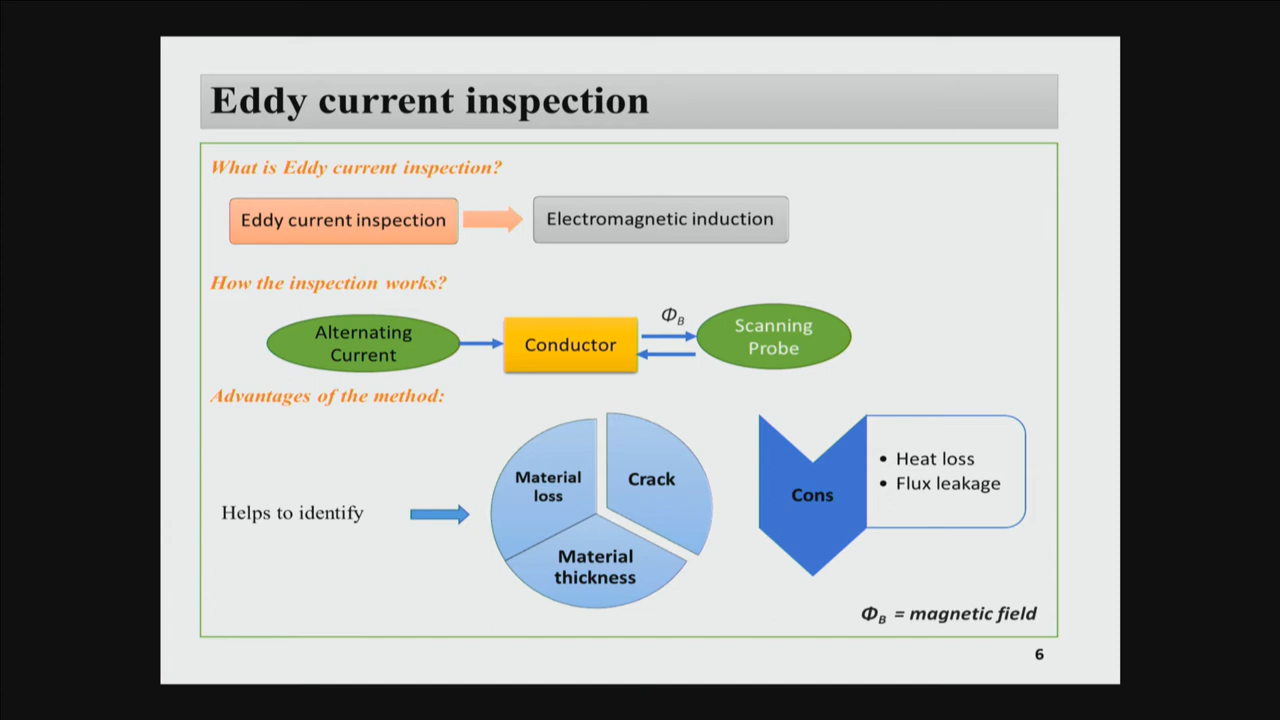 Eddy current inspection
What is Eddy current inspection?
Eddy current inspection
Electromagnetic induction
How the inspection works?
Alternating
Current
Conductor
Φ_B
Scanning
Probe
Advantages of the method:
Helps to identify
Material
loss
Crack
Material
thickness
Cons
• Heat loss
• Flux leakage
Φ_B = magnetic field
6